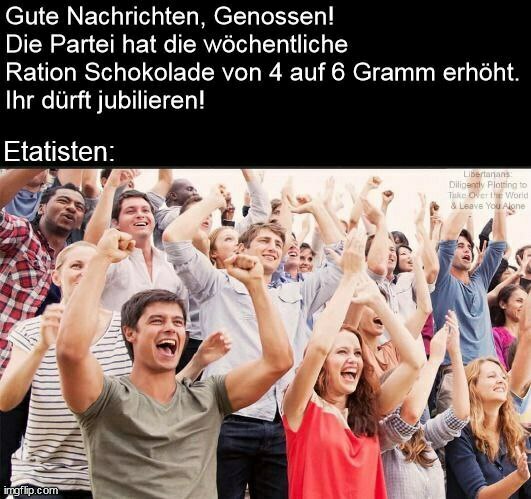 Gute Nachrichten, Genossen!
Die Partei hat die wöchentliche
Ration Schokolade von 4 auf 6 Gramm erhöht.
Ihr dürft jubilieren!
Etatisten:
Libertarians:
Diligently Plotting to
Take Over the World
& Leave You Alone
imgflip.com